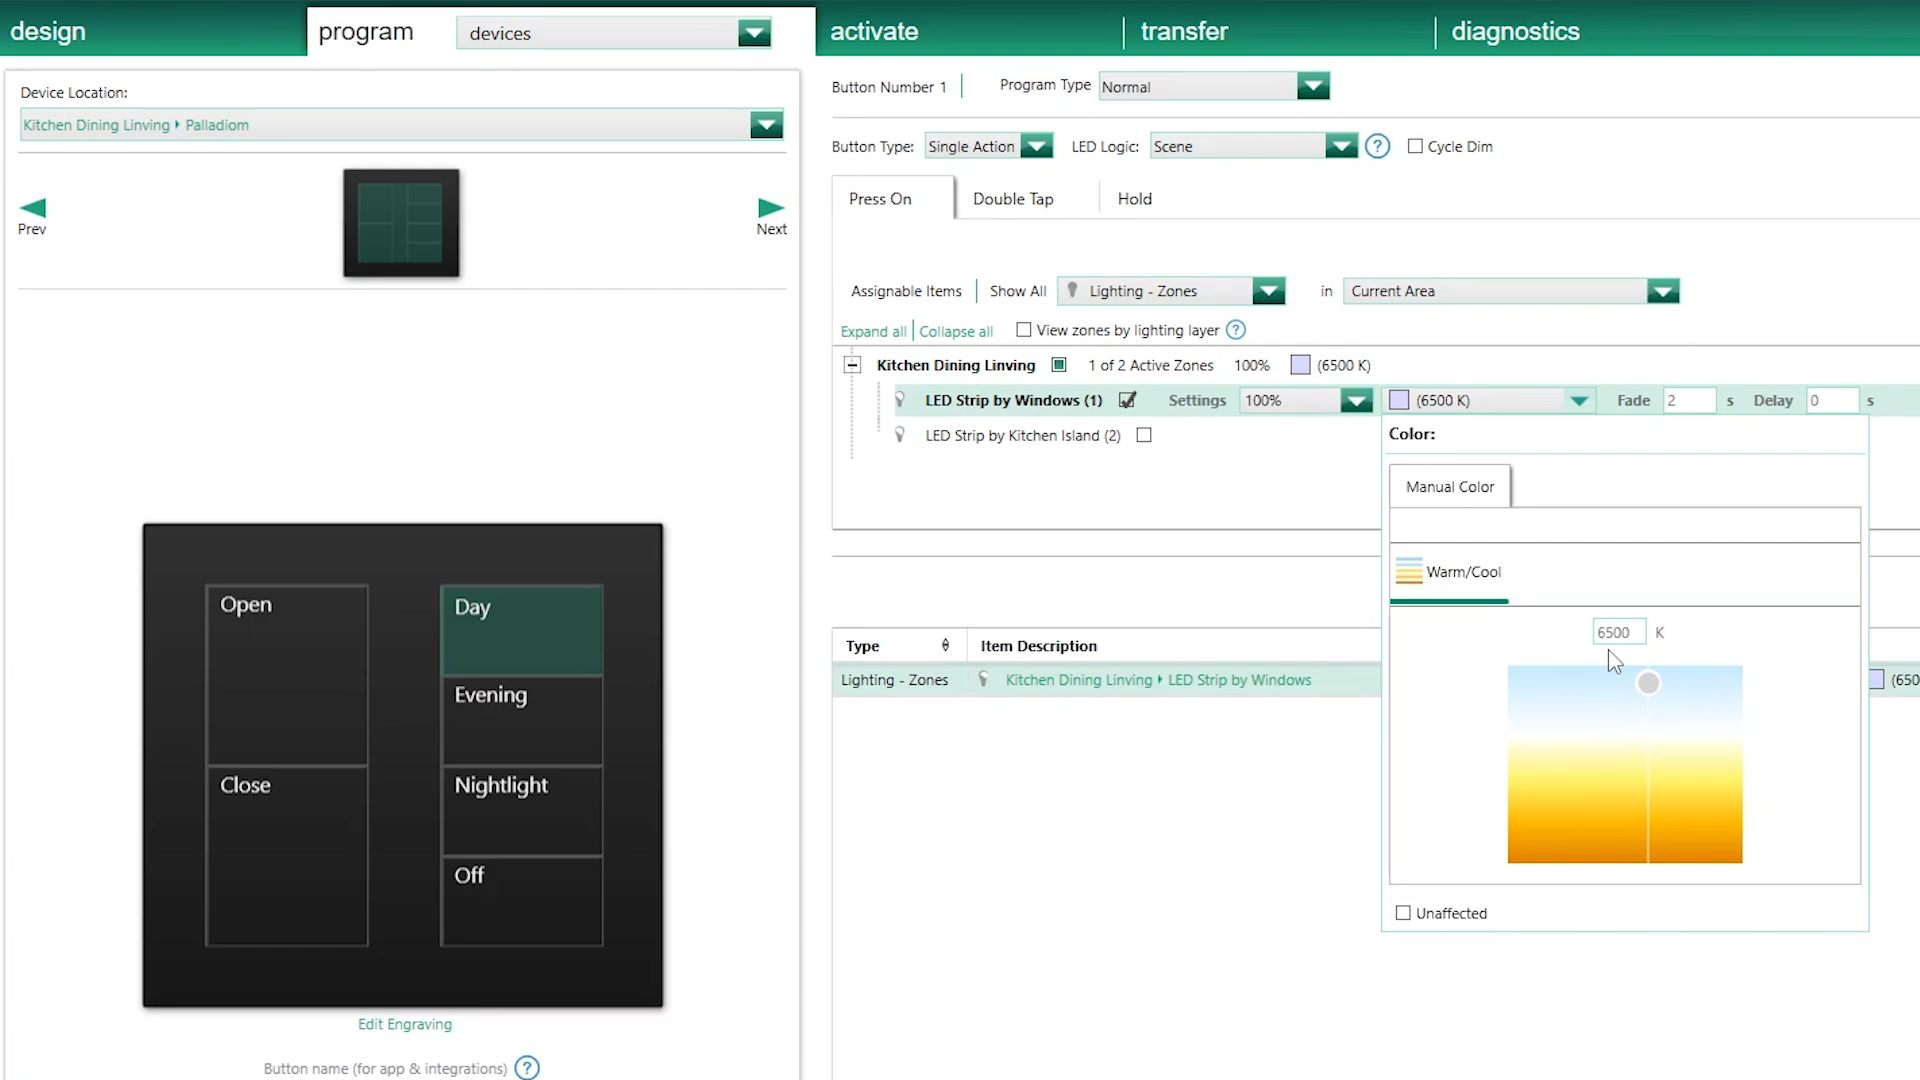 design
program
devices
activate
transfer
diagnostics
Device Location:
Kitchen Dining Linving Palladiom
Prev
Next
Open
Close
Day
Evening
Nightlight
Off
Edit Engraving
Button name (for app & integrations) ?
Button Number 1
Program Type Normal
Button Type: Single Action LED Logic: Scene ? Cycle Dim
Press On Double Tap Hold
Assignable Items Show All Lighting - Zones in Current Area
Expand all Collapse all View zones by lighting layer ?
Kitchen Dining Linving 1 of 2 Active Zones 100% (6500 K)
LED Strip by Windows (1) Settings 100% (6500 K) Fade 2 s Delay 0 s
LED Strip by Kitchen Island (2)
Color:
Manual Color
Warm/Cool
6500 K
Unaffected
Type Item Description
Lighting - Zones Kitchen Dining Linving LED Strip by Windows (650